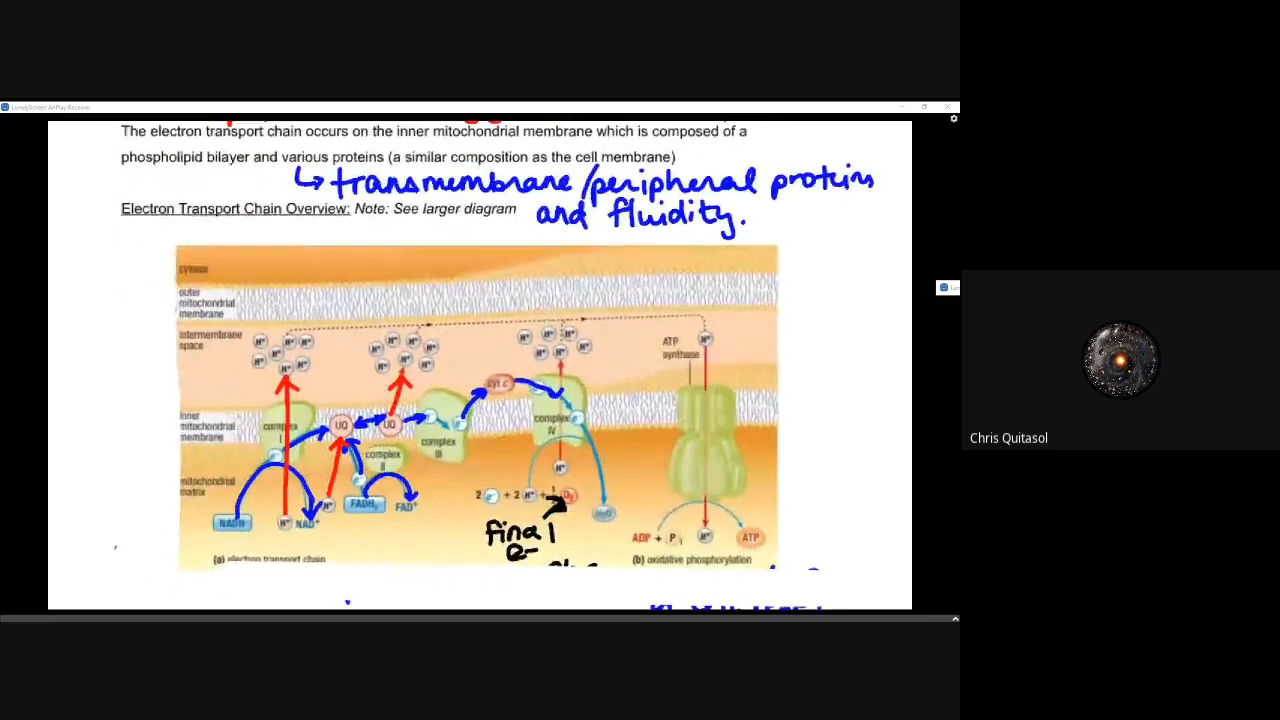 LonelyScreen AirPlay Receiver
The electron transport chain occurs on the inner mitochondrial membrane which is composed of a
phospholipid bilayer and various proteins (a similar composition as the cell membrane)
↳ transmembrane/peripheral proteins
and fluidity.
Electron Transport Chain Overview: Note: See larger diagram
cytosol
outer
mitochondrial
membrane
intermembrane
space
H⁺ H⁺ H⁺ H⁺ H⁺ H⁺ H⁺
H⁺ H⁺ H⁺ H⁺ H⁺ H⁺ H⁺
H⁺ H⁺ H⁺ H⁺ H⁺ H⁺
ATP
synthase
H⁺
inner
mitochondrial
membrane
complex
I
UQ
UQ
complex
II
e⁻
e⁻
complex
III
cyt c
complex
IV
e⁻
mitochondrial
matrix
NADH
H⁺
NAD⁺
H⁺
FADH₂
FAD⁺
H⁺
2 e⁻ + 2 H⁺ +
O₂
H₂O
final
e-
ADP + Pi
H⁺
ATP
(a) electron transport chain
(b) oxidative phosphorylation
Chris Quitasol